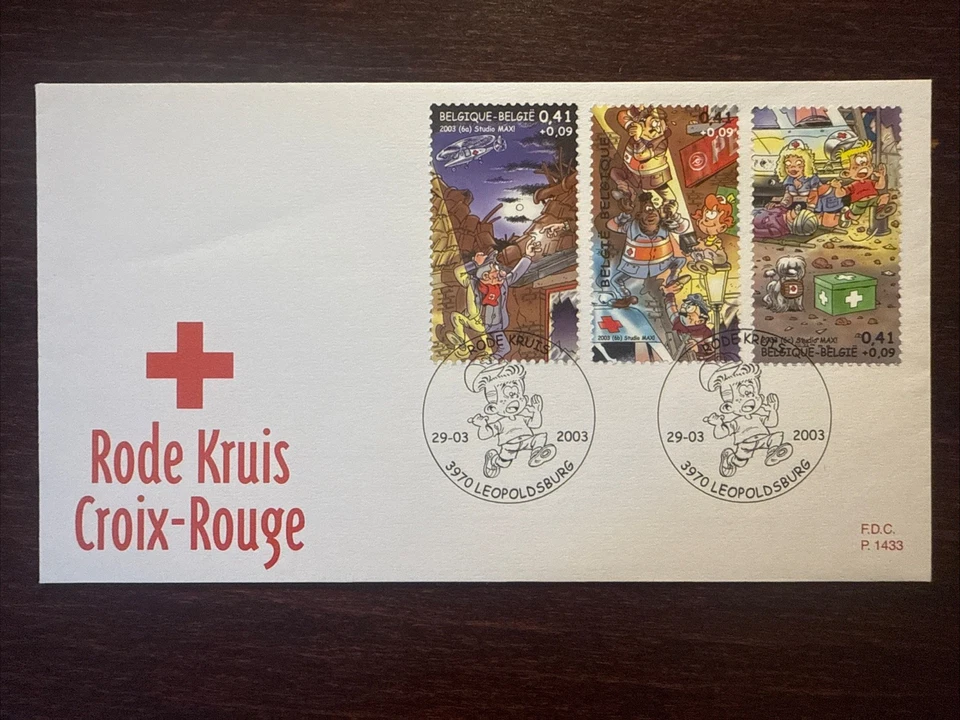 BELGIQUE-BELGIË 0,41
+0,09
2003 (6a) Studio MAX!
BELGIË BELGIQUE
0,41
+0,09
2003 (6b) Studio MAX!
2003 (6c) Studio MAX!
0,41
BELGIQUE-BELGIË +0,09
RODE KRUIS
29-03 2003
3970 LEOPOLDSBURG
RODE KRUIS
29-03 2003
3970 LEOPOLDSBURG
Rode Kruis
Croix-Rouge
F.D.C.
P. 1433